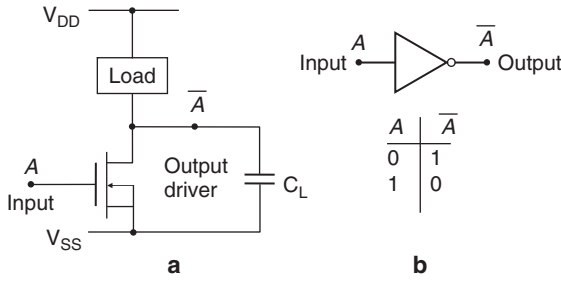 V_DD
Load
A̅
A
Input
Output
driver
C_L
V_SS
a
Input
A
A̅
Output
A A̅
0 1
1 0
b